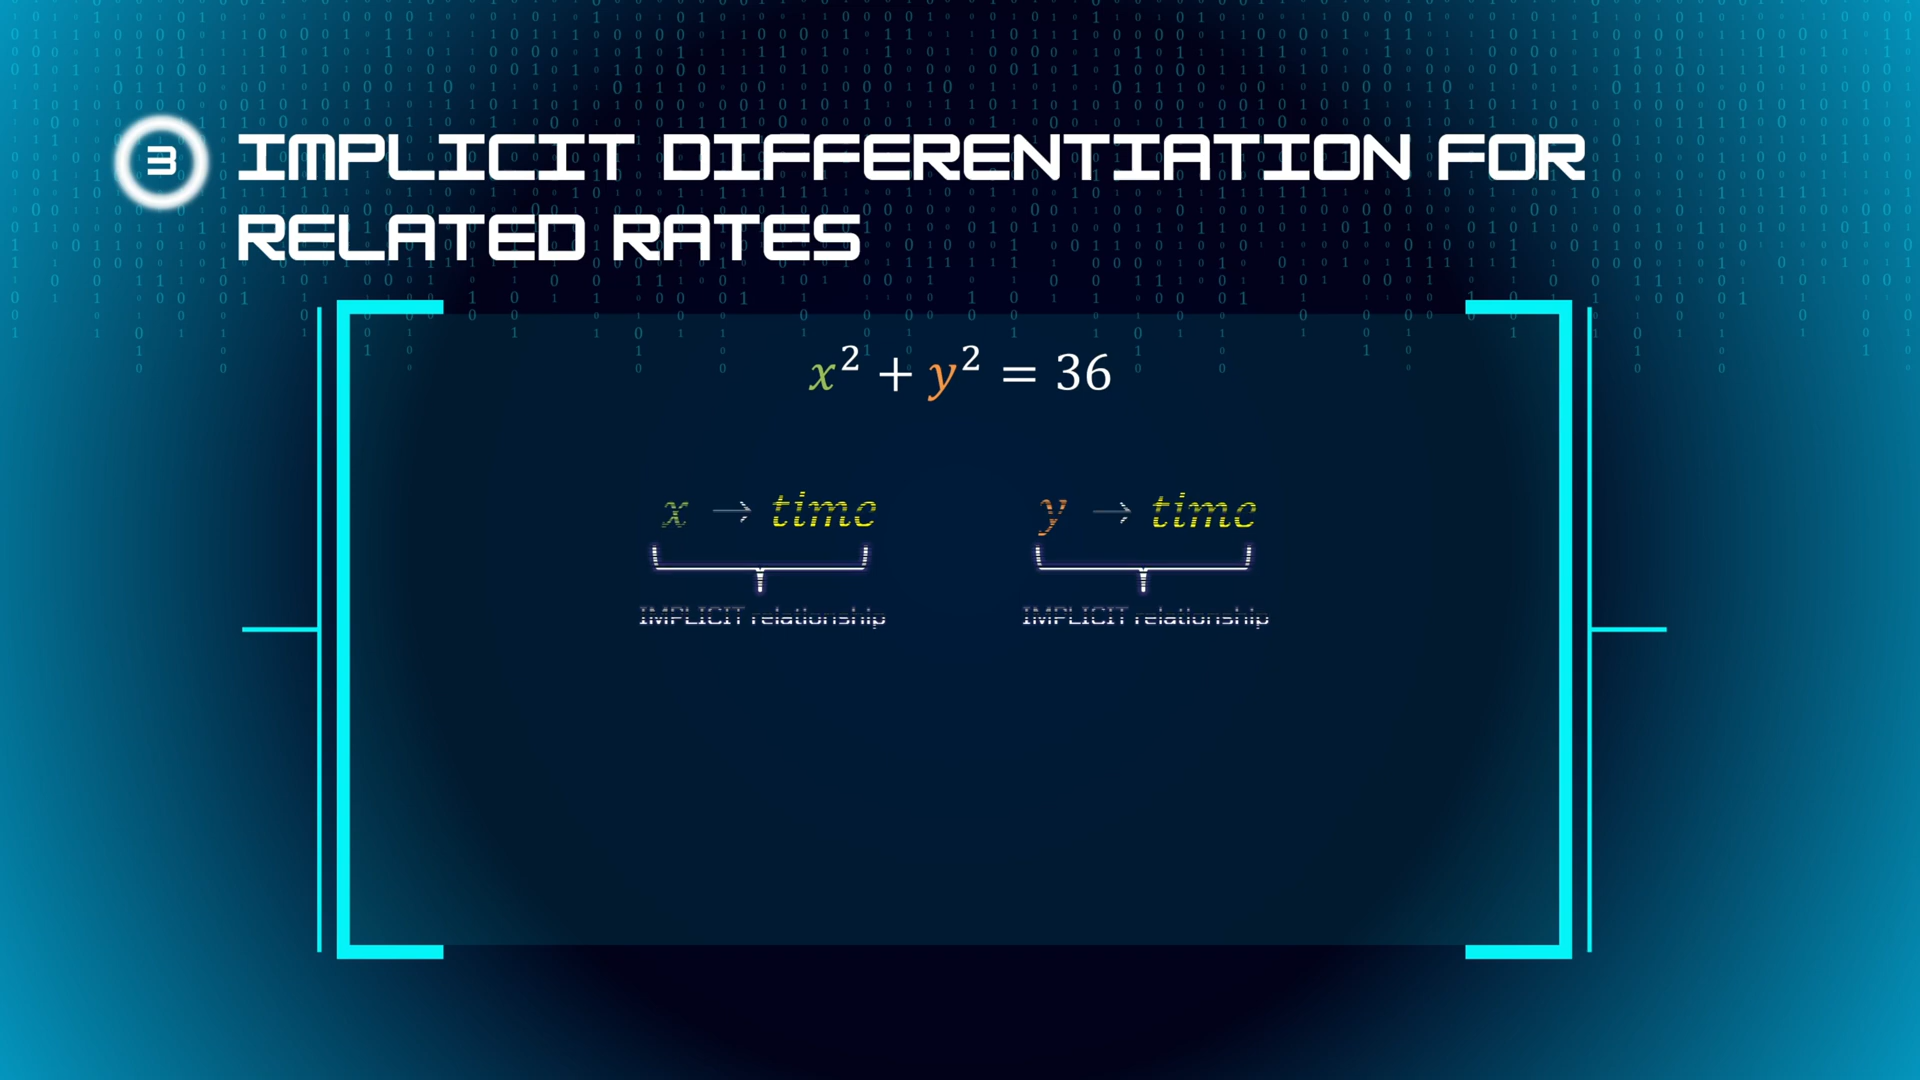 3 IMPLICIT DIFFERENTIATION FOR
RELATED RATES
x² + y² = 36
x → time y → time
IMPLICIT relationship IMPLICIT relationship